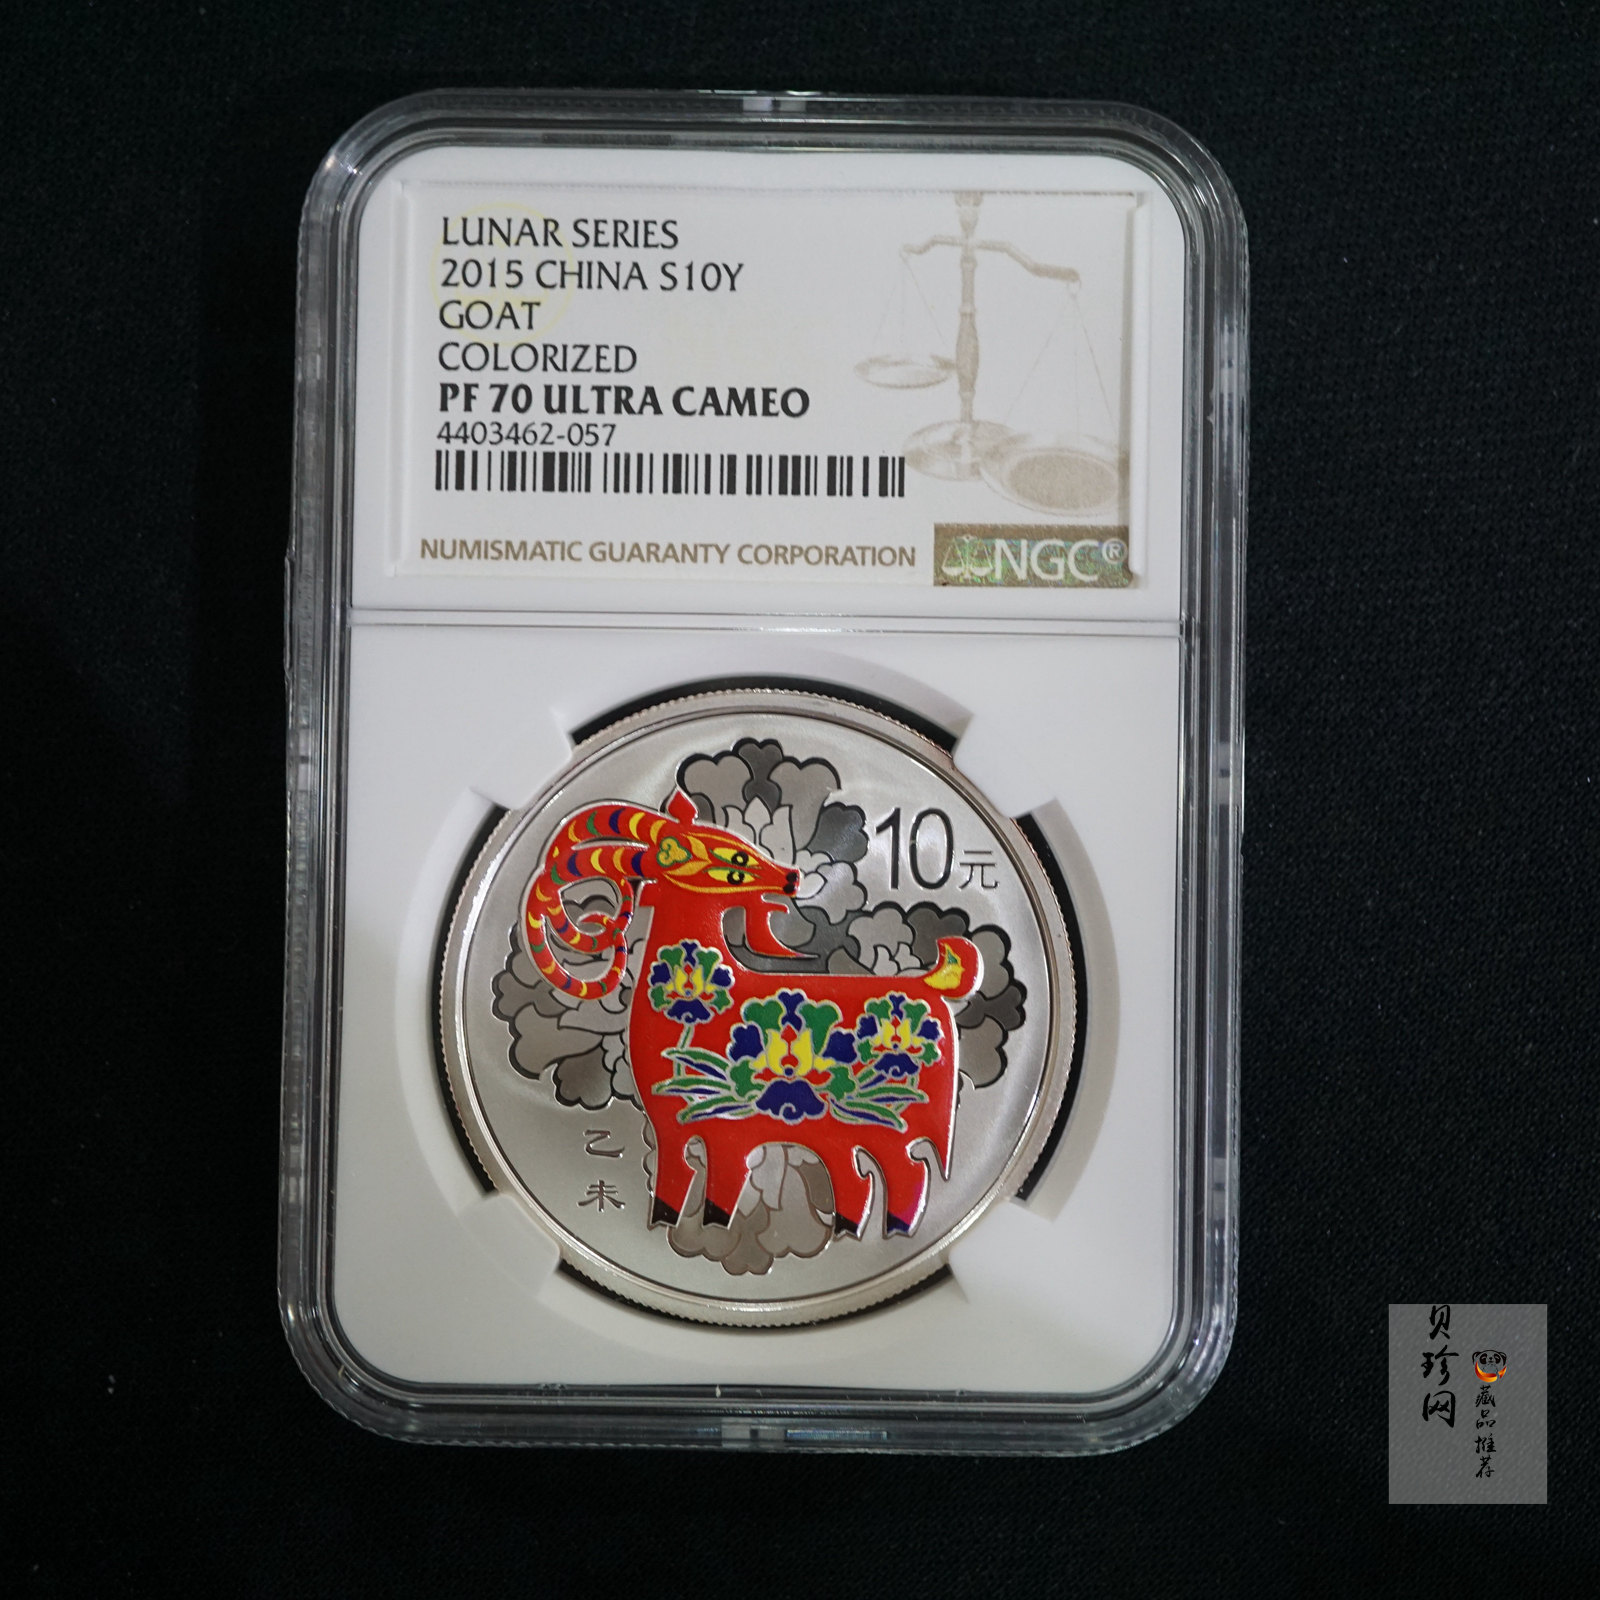 LUNAR SERIES
2015 CHINA S10Y
GOAT
COLORIZED
PF 70 ULTRA CAMEO
4403462-057
NUMISMATIC GUARANTY CORPORATION
NGC®
10元
乙
未
贝珍网
藏品推荐